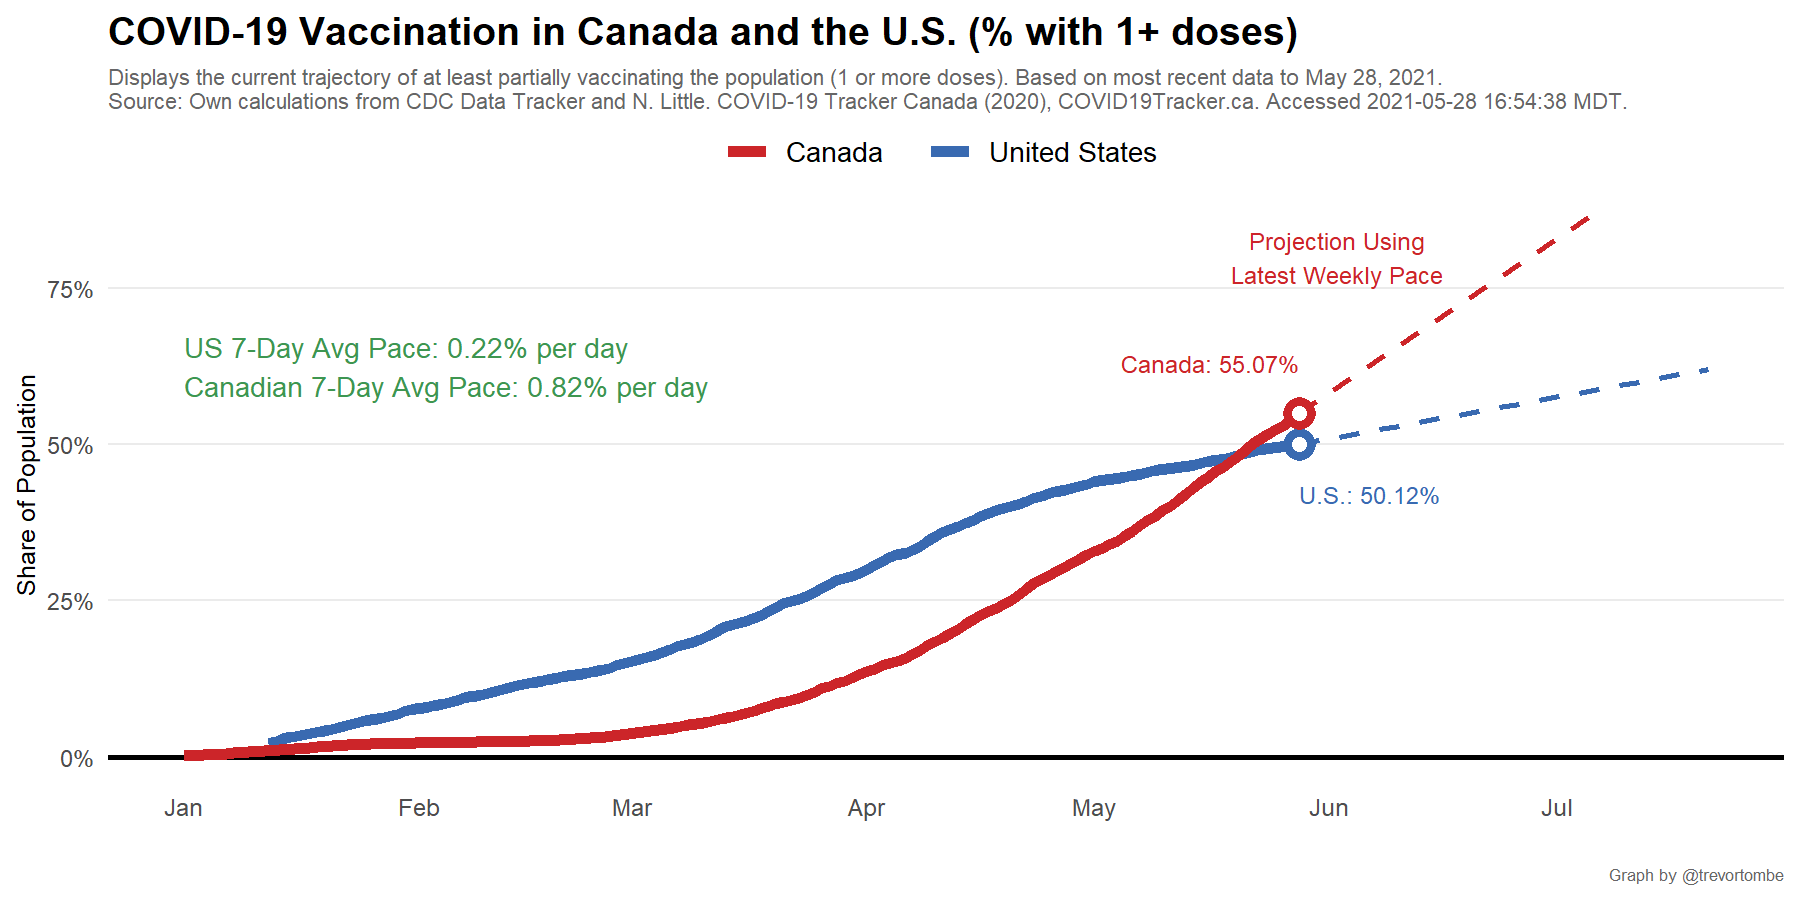 COVID-19 Vaccination in Canada and the U.S. (% with 1+ doses)
Displays the current trajectory of at least partially vaccinating the population (1 or more doses). Based on most recent data to May 28, 2021.
Source: Own calculations from CDC Data Tracker and N. Little. COVID-19 Tracker Canada (2020), COVID19Tracker.ca. Accessed 2021-05-28 16:54:38 MDT.
Canada
United States
Projection Using
Latest Weekly Pace
75%
US 7-Day Avg Pace: 0.22% per day
Canadian 7-Day Avg Pace: 0.82% per day
Canada: 55.07%
50%
U.S.: 50.12%
Share of Population
25%
0%
Jan
Feb
Mar
Apr
May
Jun
Jul
Graph by @trevortombe